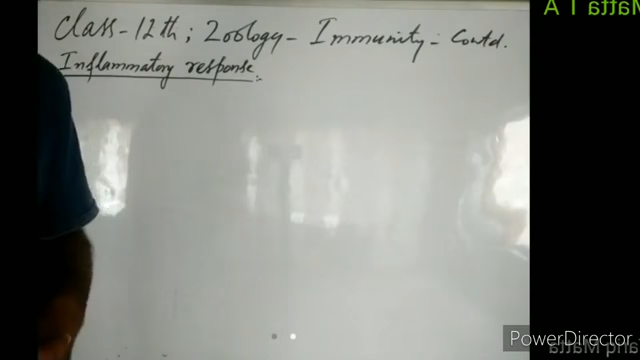 Class - 12th ; Zoology - Immunity - Contd.
Inflammatory response :
PowerDirector